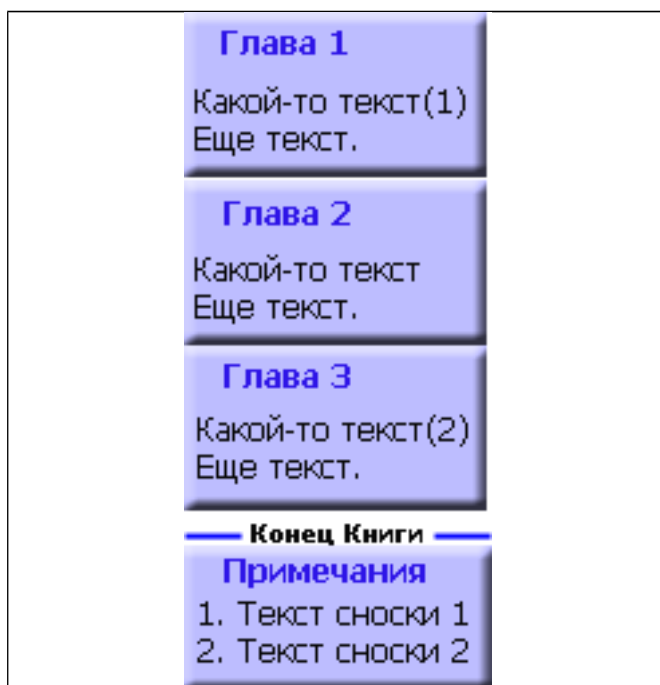 Глава 1
Какой-то текст(1)
Еще текст.
Глава 2
Какой-то текст
Еще текст.
Глава 3
Какой-то текст(2)
Еще текст.
Конец Книги
Примечания
1. Текст сноски 1
2. Текст сноски 2